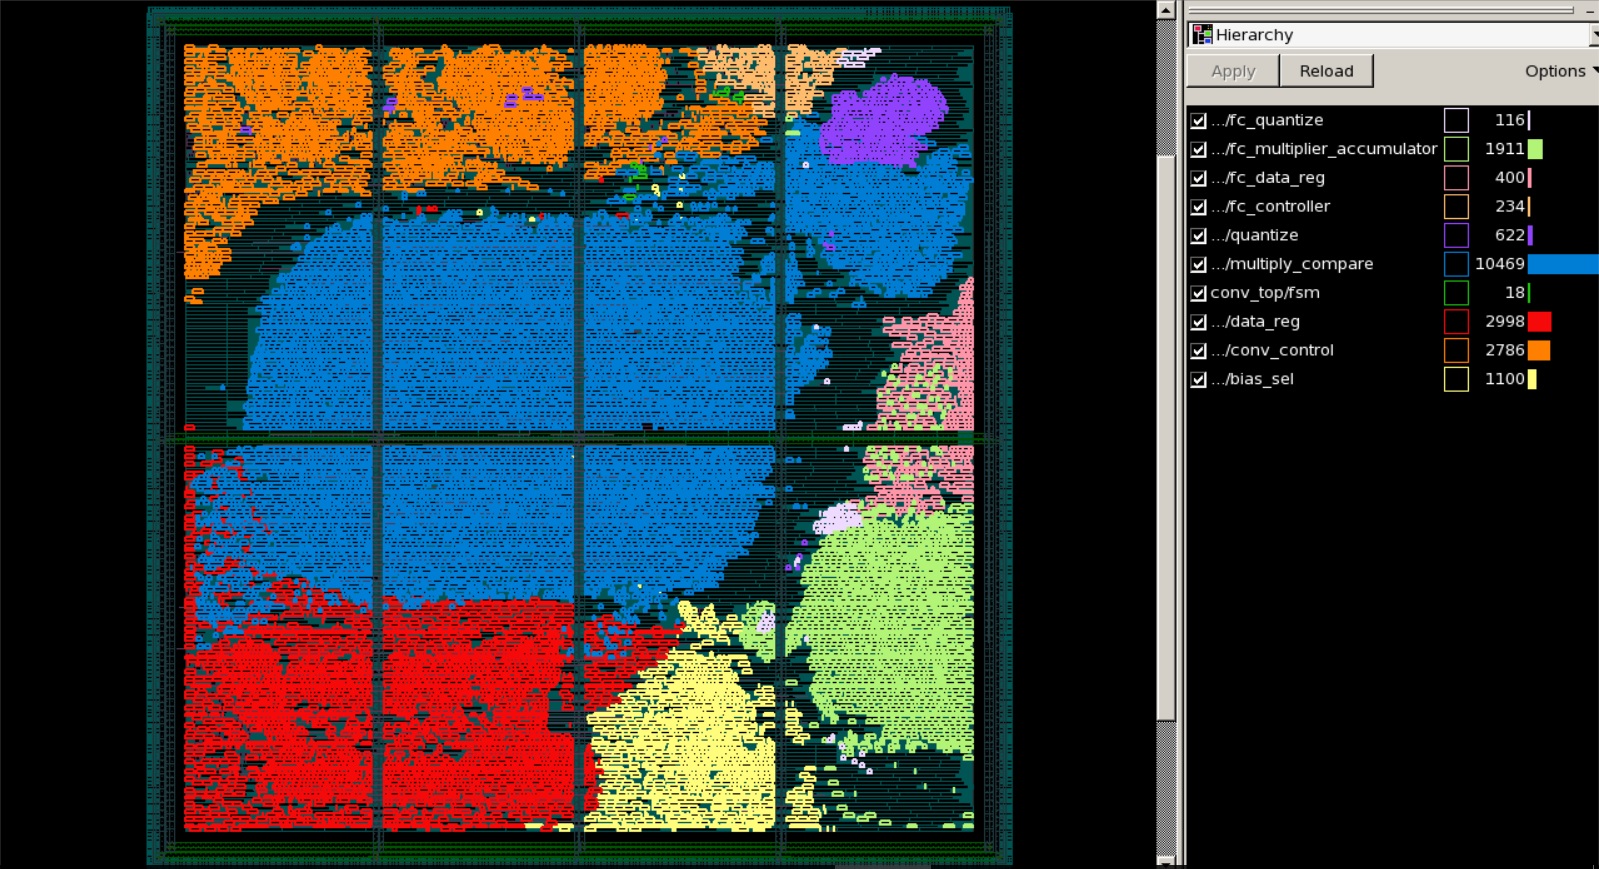 Hierarchy
Apply Reload Options
.../fc_quantize 116
.../fc_multiplier_accumulator 1911
.../fc_data_reg 400
.../fc_controller 234
.../quantize 622
.../multiply_compare 10469
conv_top/fsm 18
.../data_reg 2998
.../conv_control 2786
.../bias_sel 1100